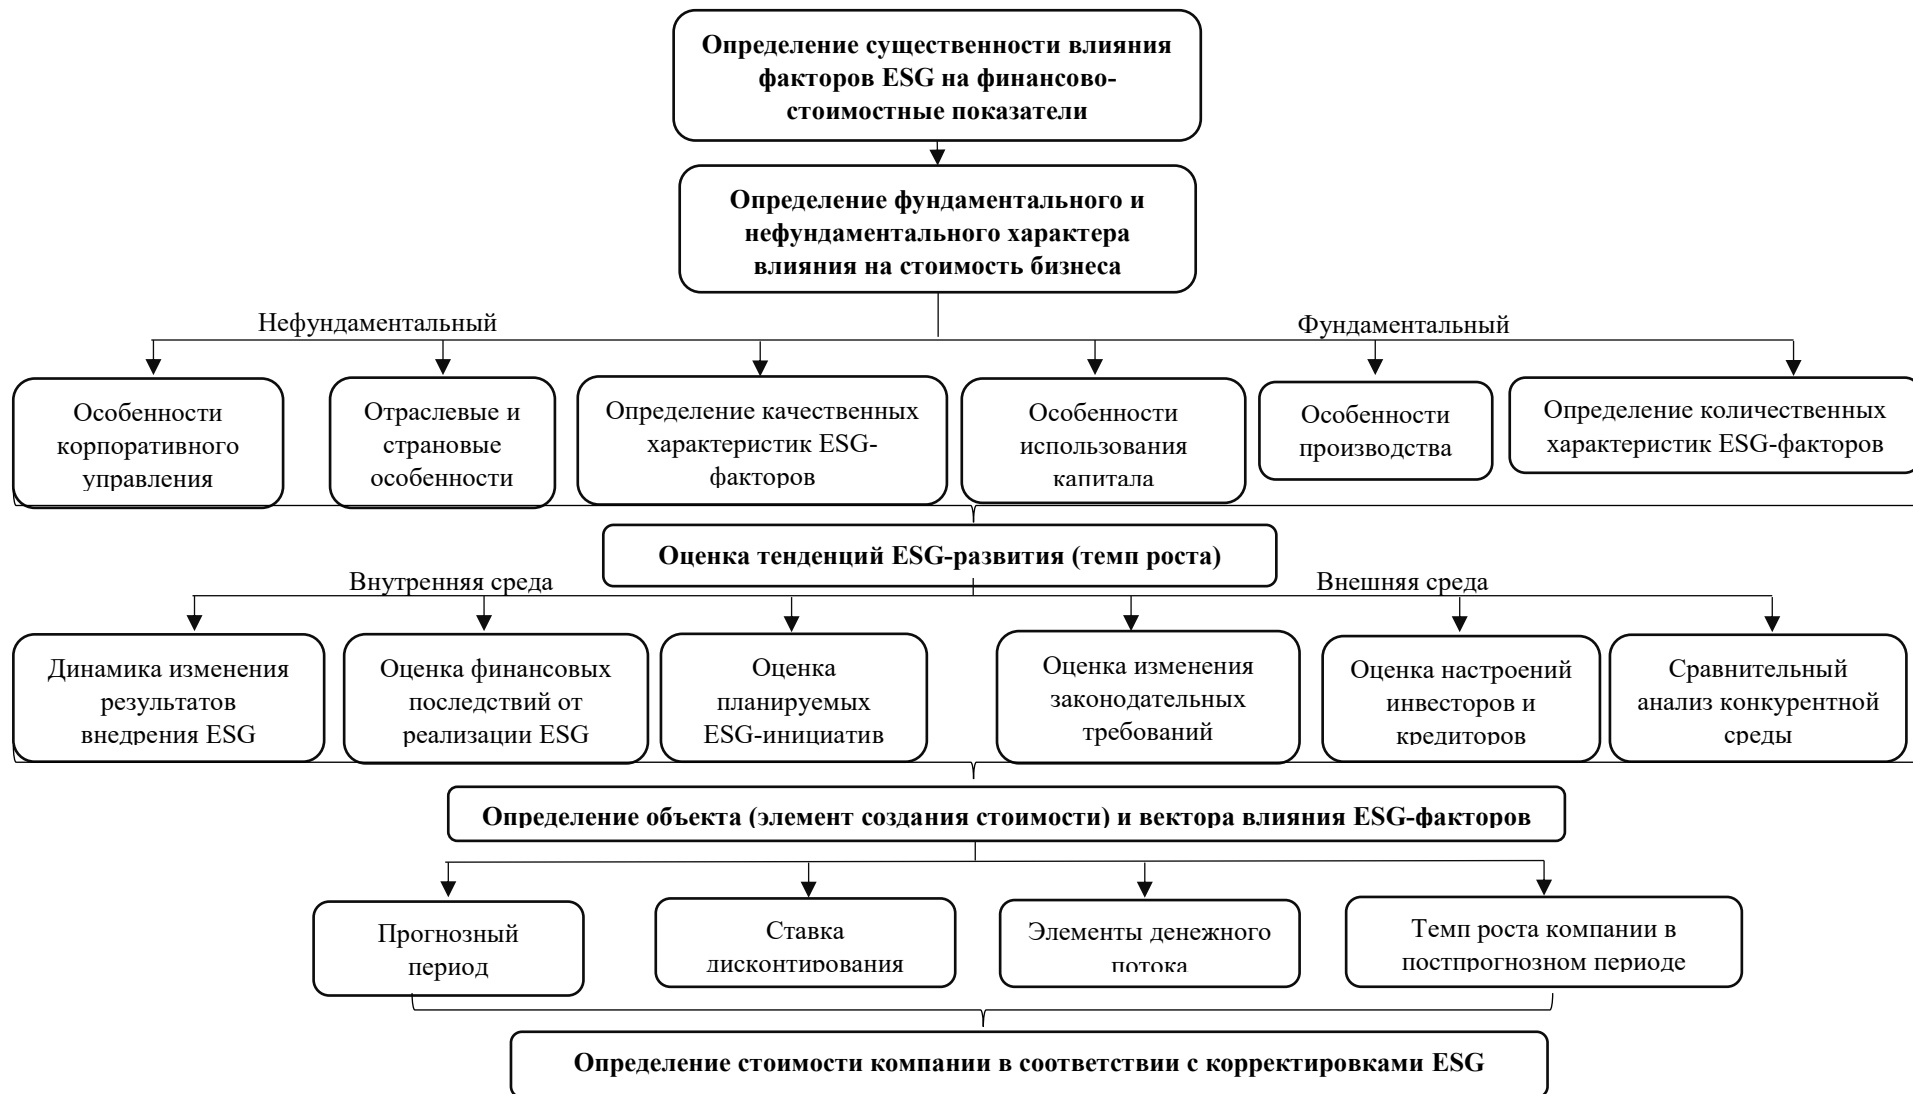 Определение существенности влияния
факторов ESG на финансово-
стоимостные показатели
Определение фундаментального и
нефундаментального характера
влияния на стоимость бизнеса
Нефундаментальный
Фундаментальный
Особенности
корпоративного
управления
Отраслевые и
страновые
особенности
Определение качественных
характеристик ESG-
факторов
Особенности
использования
капитала
Особенности
производства
Определение количественных
характеристик ESG-факторов
Оценка тенденций ESG-развития (темп роста)
Внутренняя среда
Внешняя среда
Динамика изменения
результатов
внедрения ESG
Оценка финансовых
последствий от
реализации ESG
Оценка
планируемых
ESG-инициатив
Оценка изменения
законодательных
требований
Оценка настроений
инвесторов и
кредиторов
Сравнительный
анализ конкурентной
среды
Определение объекта (элемент создания стоимости) и вектора влияния ESG-факторов
Прогнозный
период
Ставка
дисконтирования
Элементы денежного
потока
Темп роста компании в
постпрогнозном периоде
Определение стоимости компании в соответствии с корректировками ESG